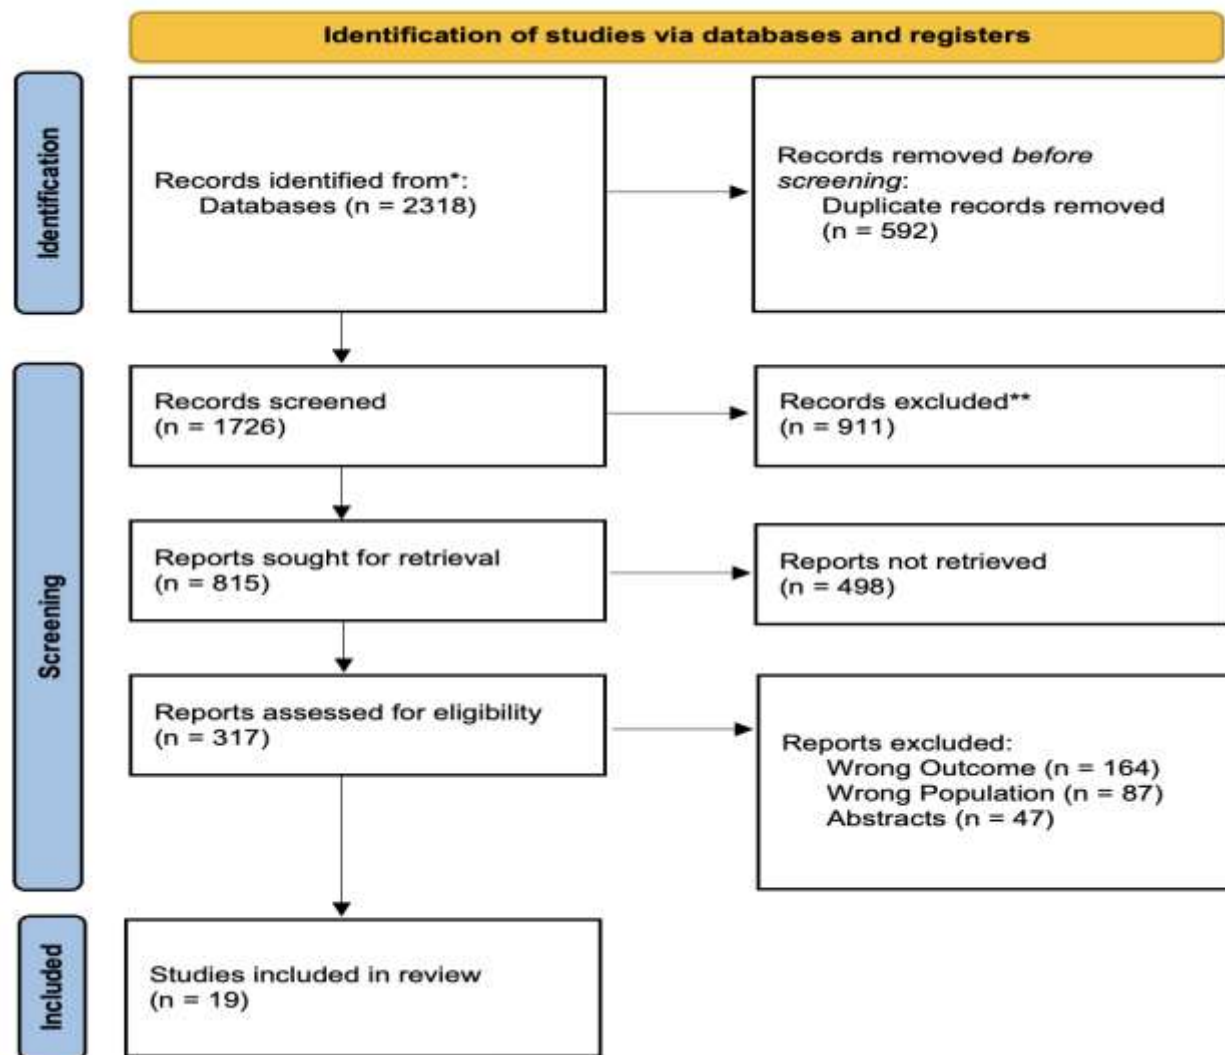 Identification of studies via databases and registers
Identification
Records identified from*:
Databases (n = 2318)
Records removed before
screening:
Duplicate records removed
(n = 592)
Screening
Records screened
(n = 1726)
Records excluded**
(n = 911)
Reports sought for retrieval
(n = 815)
Reports not retrieved
(n = 498)
Reports assessed for eligibility
(n = 317)
Reports excluded:
Wrong Outcome (n = 164)
Wrong Population (n = 87)
Abstracts (n = 47)
Included
Studies included in review
(n = 19)